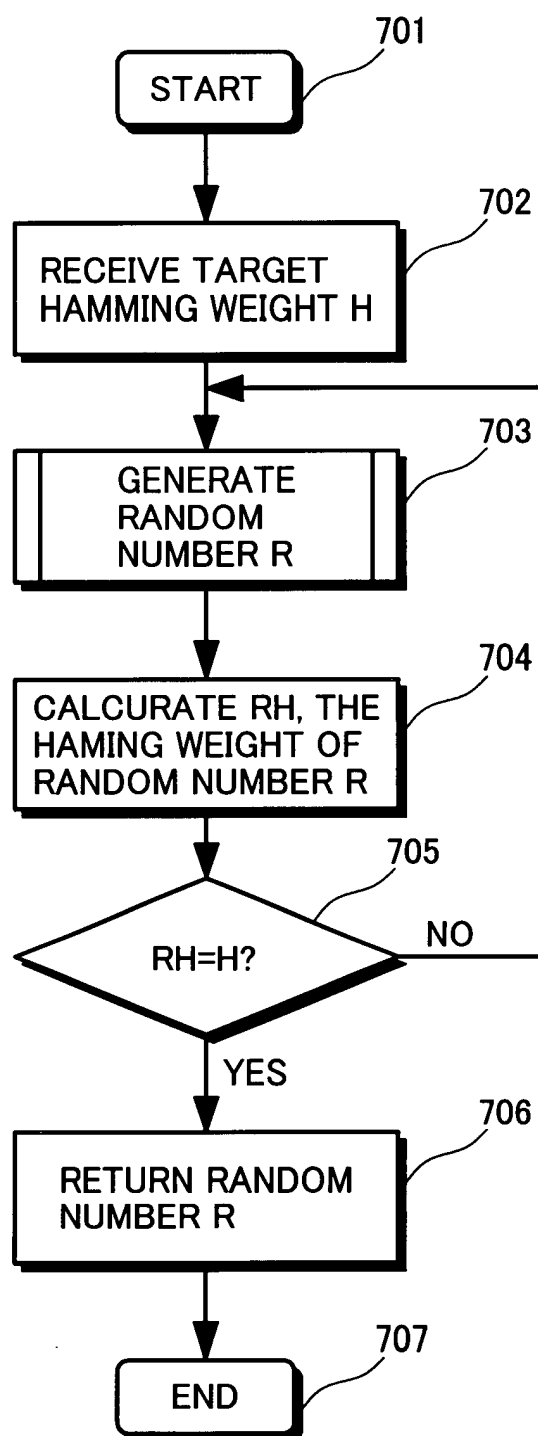 701
START
702
RECEIVE TARGET
HAMMING WEIGHT H
703
GENERATE
RANDOM
NUMBER R
704
CALCURATE RH, THE
HAMING WEIGHT OF
RANDOM NUMBER R
705
RH=H?
NO
YES
706
RETURN RANDOM
NUMBER R
707
END